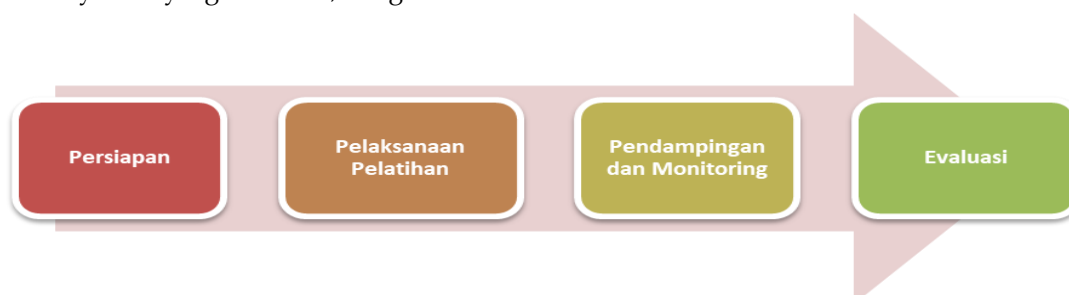 Persiapan
Pelaksanaan
Pelatihan
Pendampingan
dan Monitoring
Evaluasi